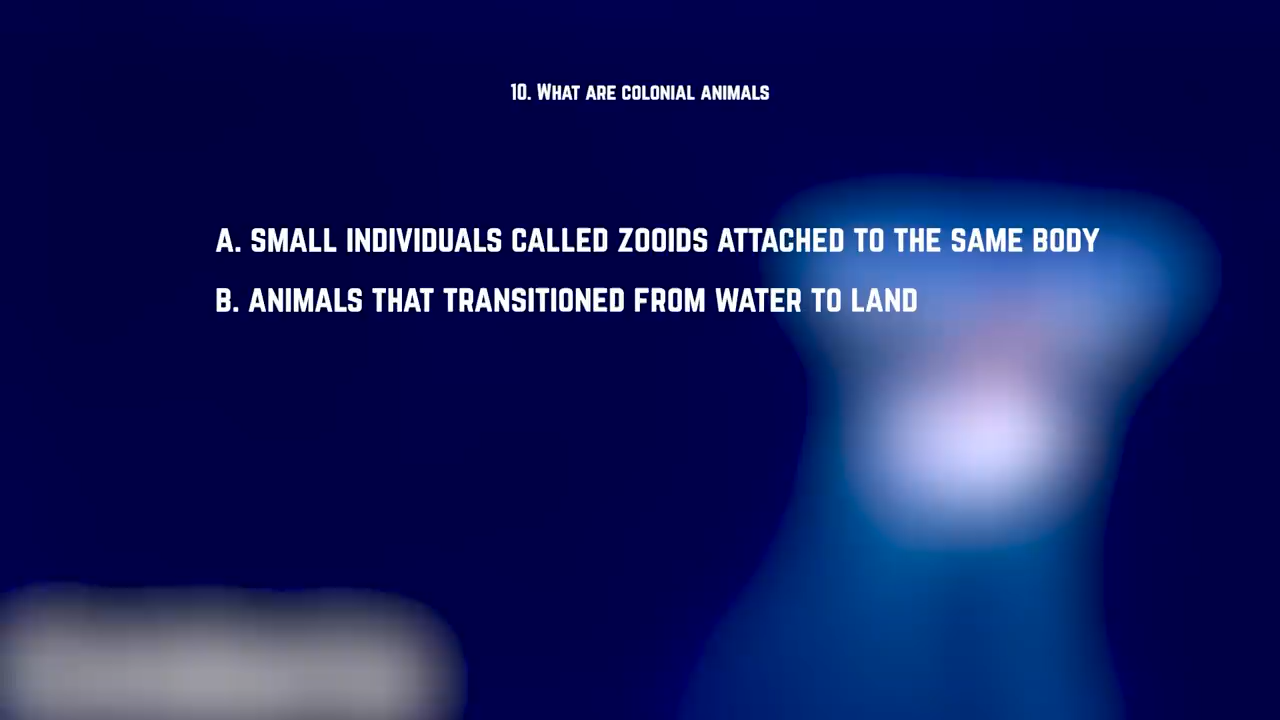 10. What are colonial animals
A. small individuals called zooids attached to the same body
B. animals that transitioned from water to land